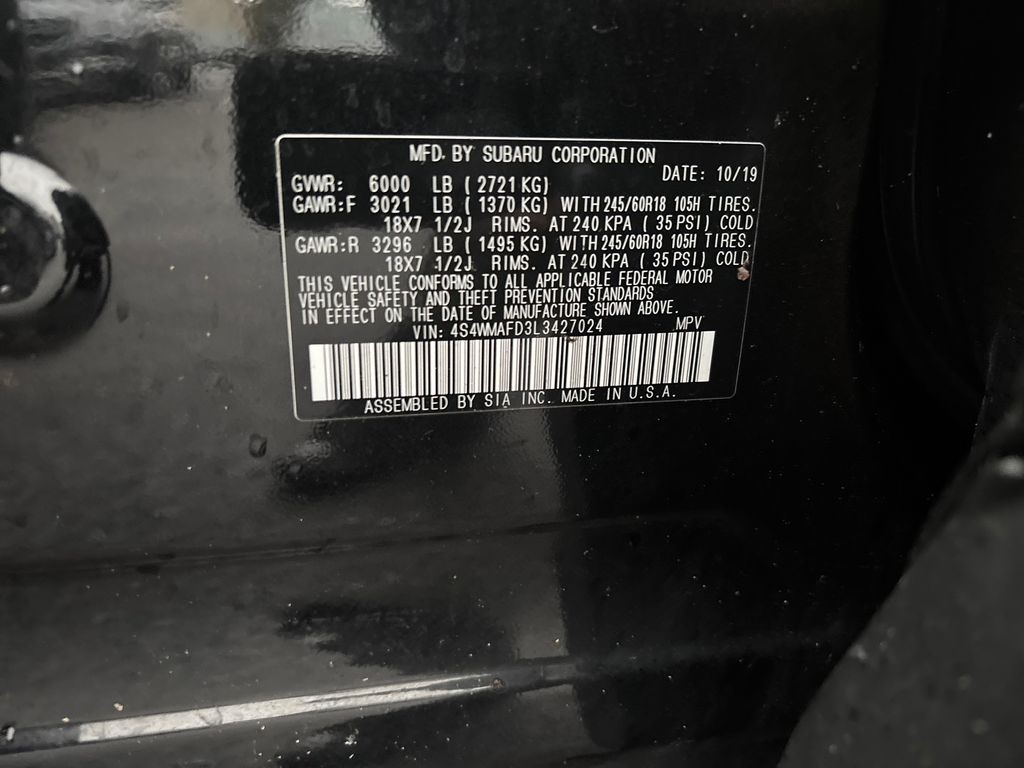 MFD. BY SUBARU CORPORATION
DATE: 10/19
GVWR: 6000 LB ( 2721 KG)
GAWR:F 3021 LB ( 1370 KG) WITH 245/60R18 105H TIRES.
18X7 1/2J RIMS. AT 240 KPA ( 35 PSI) COLD
GAWR:R 3296 LB ( 1495 KG) WITH 245/60R18 105H TIRES.
18X7 1/2J RIMS. AT 240 KPA ( 35 PSI) COLD
THIS VEHICLE CONFORMS TO ALL APPLICABLE FEDERAL MOTOR
VEHICLE SAFETY AND THEFT PREVENTION STANDARDS
IN EFFECT ON THE DATE OF MANUFACTURE SHOWN ABOVE.
VIN: 4S4WMAFD3L3427024 MPV
ASSEMBLED BY SIA INC. MADE IN U.S.A.